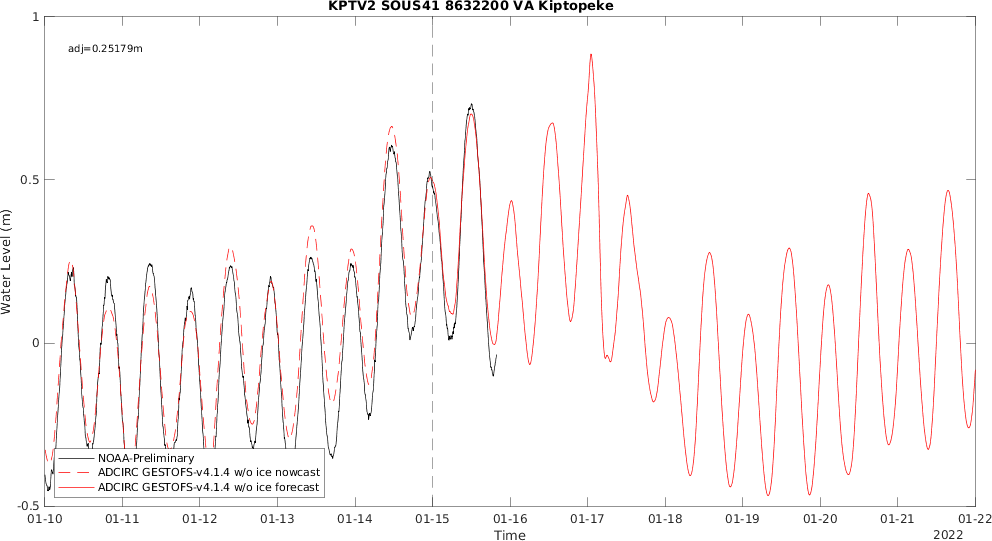 KPTV2 SOUS41 8632200 VA Kiptopeke
adj=0.25179m
1
0.5
0
-0.5
Water Level (m)
NOAA-Preliminary
ADCIRC GESTOFS-v4.1.4 w/o ice nowcast
ADCIRC GESTOFS-v4.1.4 w/o ice forecast
01-10 01-11 01-12 01-13 01-14 01-15 01-16 01-17 01-18 01-19 01-20 01-21 01-22
Time
2022